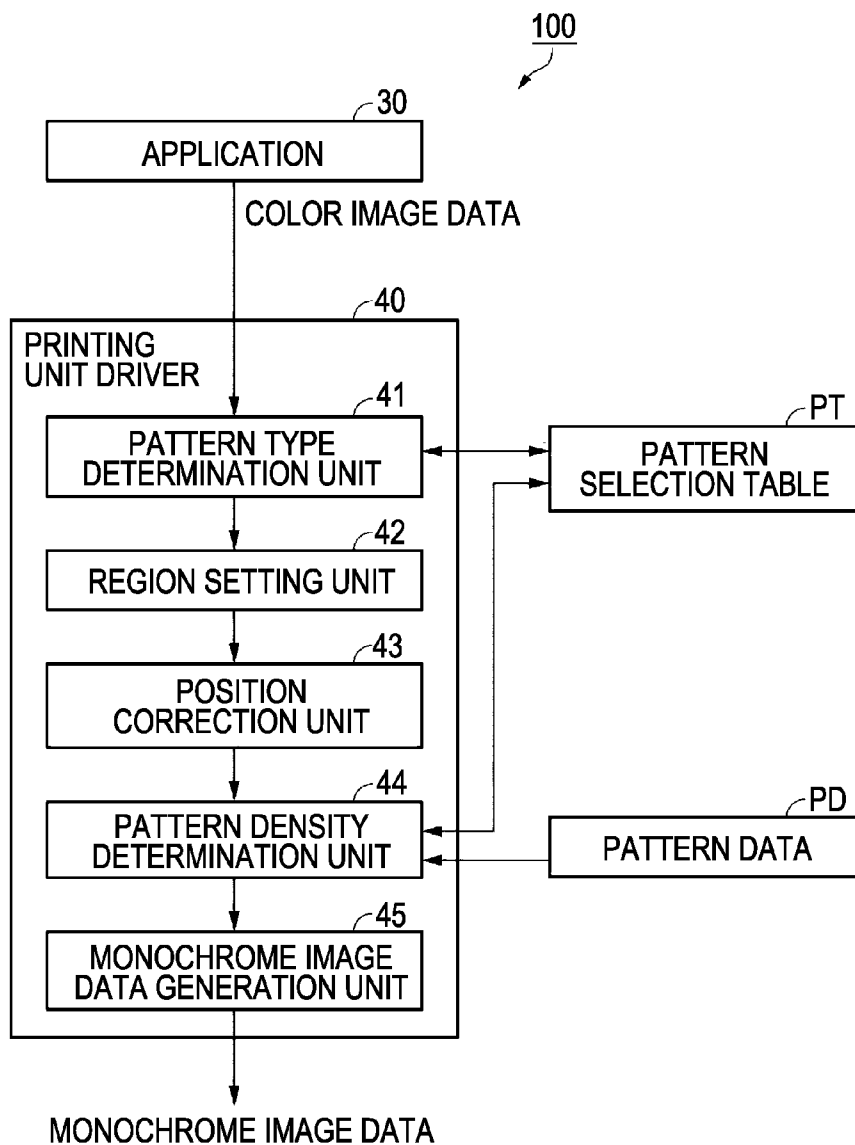 100
30
APPLICATION
COLOR IMAGE DATA
40
PRINTING
UNIT DRIVER
41
PATTERN TYPE
DETERMINATION UNIT
PT
PATTERN
SELECTION TABLE
42
REGION SETTING UNIT
43
POSITION
CORRECTION UNIT
44
PATTERN DENSITY
DETERMINATION UNIT
PD
PATTERN DATA
45
MONOCHROME IMAGE
DATA GENERATION UNIT
MONOCHROME IMAGE DATA